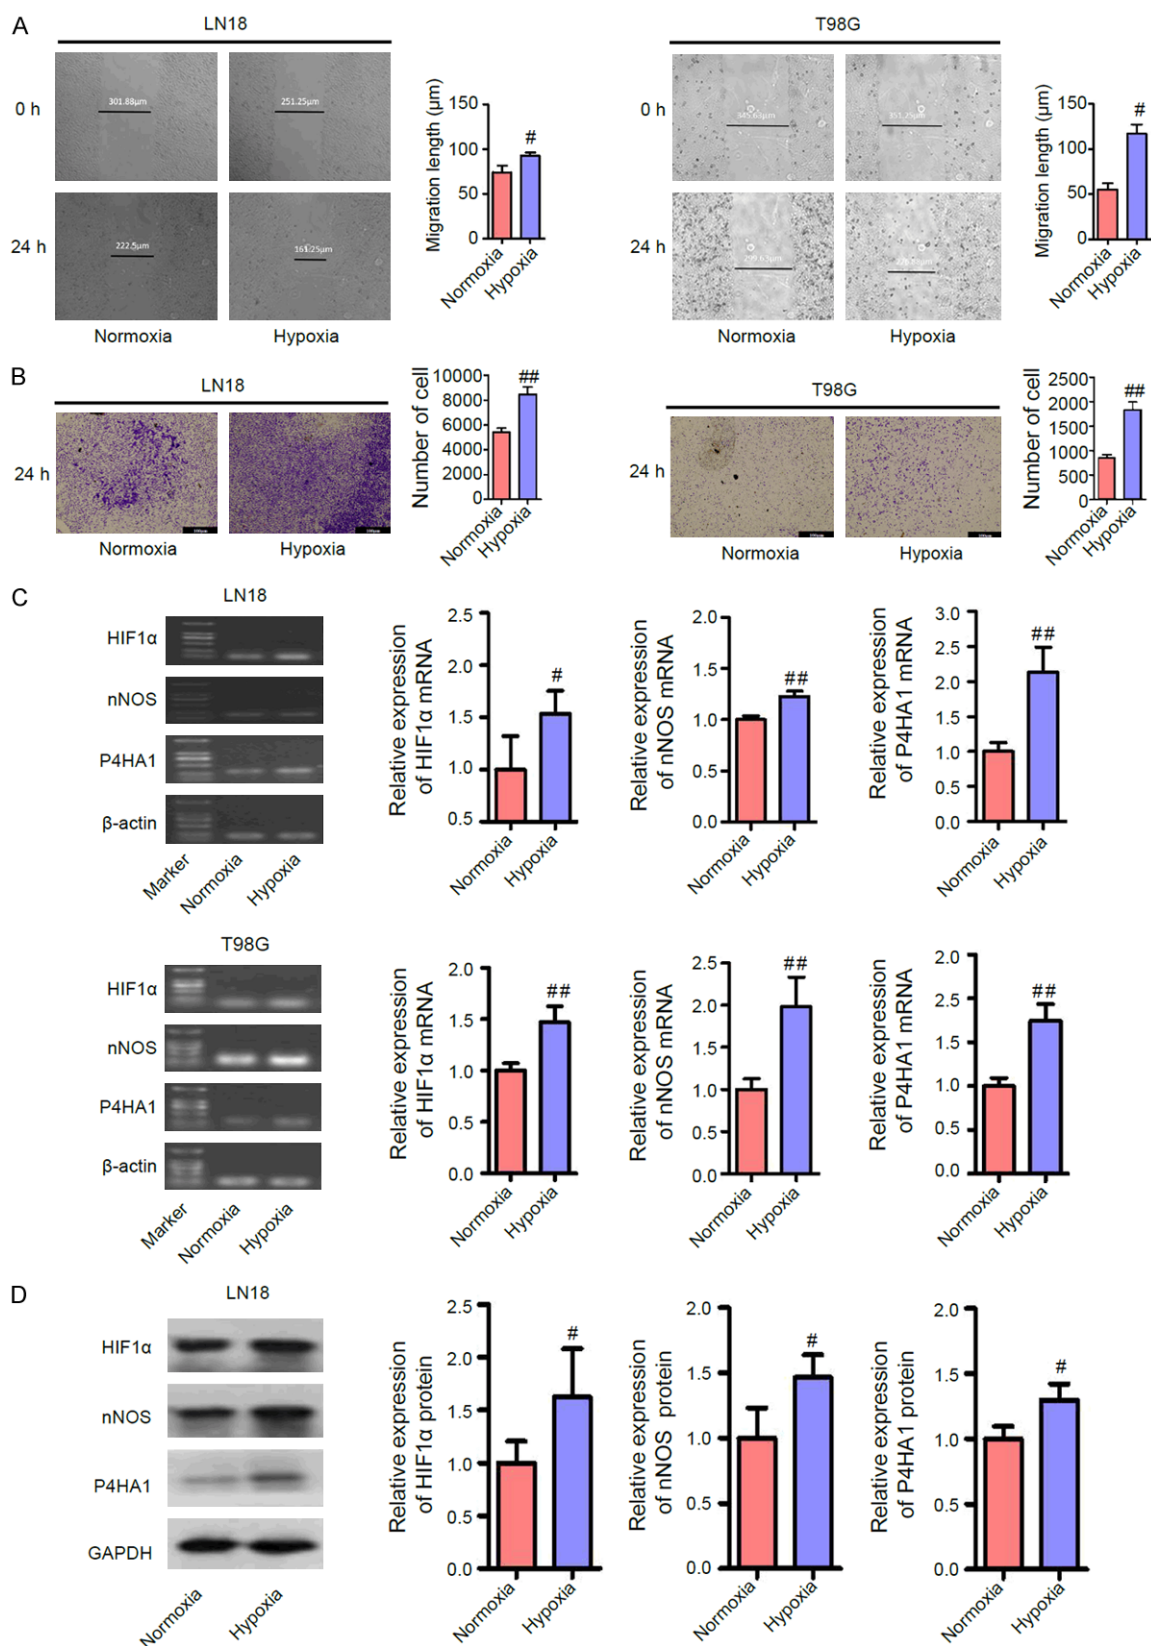 A
LN18
T98G
0 h
301.88μm
251.25μm
150
100
50
0
Migration length (μm)
#
Normoxia
Hypoxia
0 h
351.25μm
150
100
50
0
Migration length (μm)
#
Normoxia
Hypoxia
24 h
222.5μm
161.25μm
24 h
299.63μm
Normoxia
Hypoxia
Normoxia
Hypoxia
B
LN18
T98G
24 h
Normoxia
Hypoxia
10000
8000
6000
4000
2000
0
Number of cell
##
Normoxia
Hypoxia
24 h
Normoxia
Hypoxia
2500
2000
1500
1000
500
0
Number of cell
##
Normoxia
Hypoxia
C
LN18
HIF1α
nNOS
P4HA1
β-actin
Marker
Normoxia
Hypoxia
Relative expression
of HIF1α mRNA
2.5
2.0
1.5
1.0
0.5
#
Normoxia
Hypoxia
Relative expression
of nNOS mRNA
2.0
1.5
1.0
0.5
0.0
##
Normoxia
Hypoxia
Relative expression
of P4HA1 mRNA
3.0
2.5
2.0
1.5
1.0
0.5
0.0
##
Normoxia
Hypoxia
T98G
HIF1α
nNOS
P4HA1
β-actin
Marker
Normoxia
Hypoxia
Relative expression
of HIF1α mRNA
2.0
1.5
1.0
0.5
0.0
##
Normoxia
Hypoxia
Relative expression
of nNOS mRNA
2.5
2.0
1.5
1.0
0.5
0.0
##
Normoxia
Hypoxia
Relative expression
of P4HA1 mRNA
2.0
2.5
1.0
0.5
0.0
##
Normoxia
Hypoxia
D
LN18
HIF1α
nNOS
P4HA1
GAPDH
Normoxia
Hypoxia
Relative expression
of HIF1α protein
2.5
2.0
1.5
1.0
0.5
0.0
#
Normoxia
Hypoxia
Relative expression
of nNOS protein
2.0
1.5
1.0
0.5
0.0
#
Normoxia
Hypoxia
Relative expression
of P4HA1 protein
2.0
1.5
1.0
0.5
0.0
#
Normoxia
Hypoxia